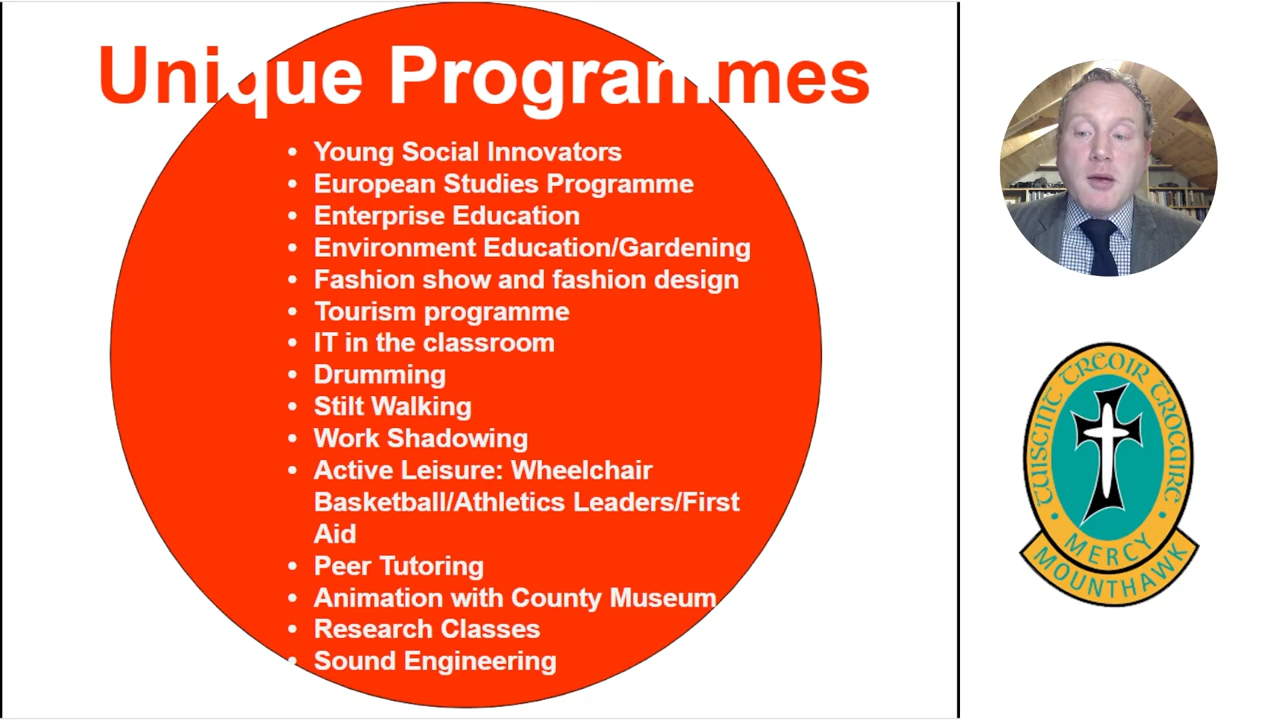 Unique Programmes
• Young Social Innovators
• European Studies Programme
• Enterprise Education
• Environment Education/Gardening
• Fashion show and fashion design
• Tourism programme
• IT in the classroom
• Drumming
• Stilt Walking
• Work Shadowing
• Active Leisure: Wheelchair
Basketball/Athletics Leaders/First
Aid
• Peer Tutoring
• Animation with County Museum
• Research Classes
• Sound Engineering
TUISCINT TREOIR TROCAIRE
MERCY
MOUNTHAWK